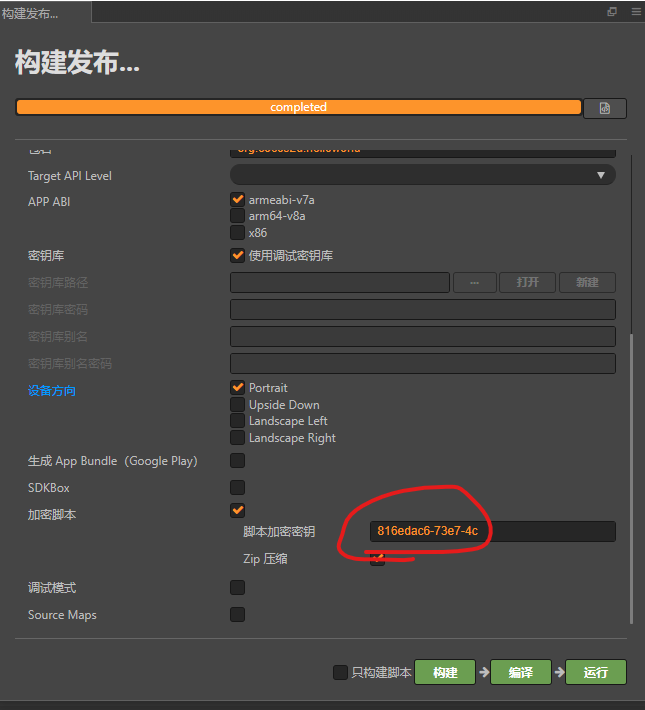 构建发布...
构建发布...
completed
Target API Level
APP ABI
armeabi-v7a
arm64-v8a
x86
密钥库
使用调试密钥库
密钥库路径
...
打开
新建
密钥库密码
密钥库别名
密钥库别名密码
设备方向
Portrait
Upside Down
Landscape Left
Landscape Right
生成 App Bundle（Google Play）
SDKBox
加密脚本
脚本加密密钥
816edac6-73e7-4c
Zip 压缩
调试模式
Source Maps
只构建脚本
构建
编译
运行